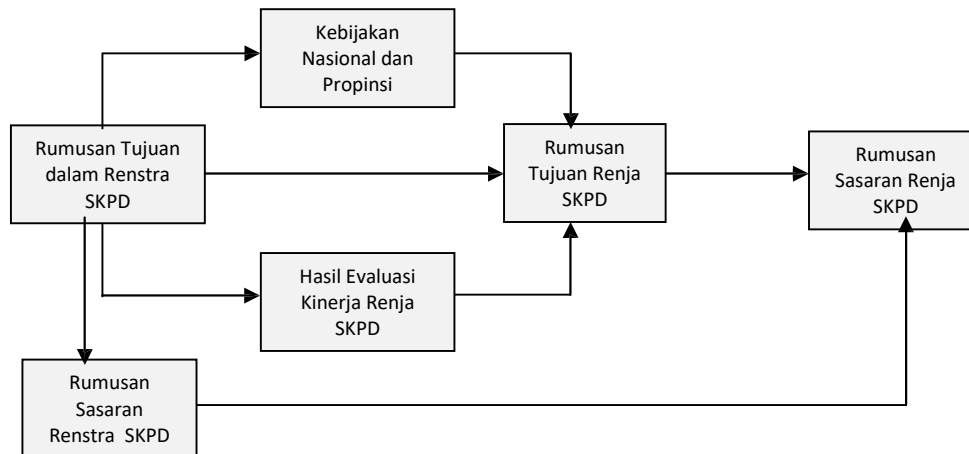 Kebijakan
Nasional dan
Propinsi
Rumusan Tujuan
dalam Renstra
SKPD
Rumusan
Tujuan Renja
SKPD
Rumusan
Sasaran Renja
SKPD
Hasil Evaluasi
Kinerja Renja
SKPD
Rumusan
Sasaran
Renstra SKPD